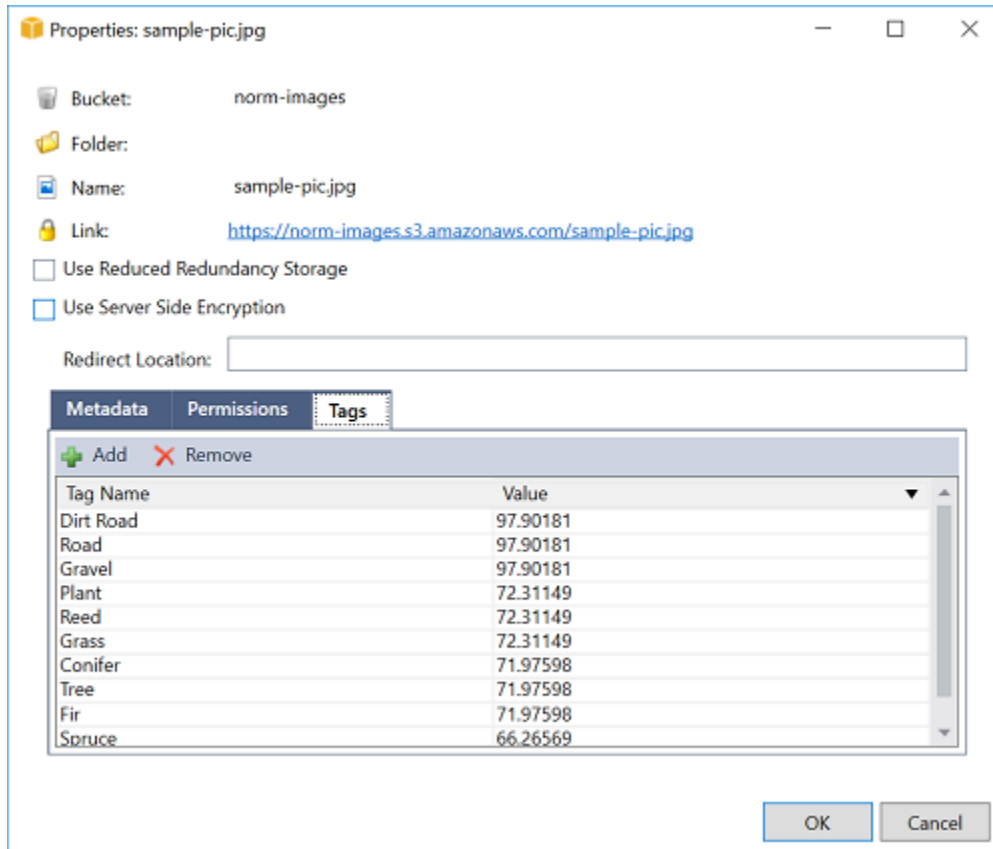 Properties: sample-pic.jpg
Bucket: norm-images
Folder:
Name: sample-pic.jpg
Link: https://norm-images.s3.amazonaws.com/sample-pic.jpg
Use Reduced Redundancy Storage
Use Server Side Encryption
Redirect Location:
Metadata Permissions Tags
Add Remove
Tag Name Value
Dirt Road 97.90181
Road 97.90181
Gravel 97.90181
Plant 72.31149
Reed 72.31149
Grass 72.31149
Conifer 71.97598
Tree 71.97598
Fir 71.97598
Spruce 66.26569
OK Cancel